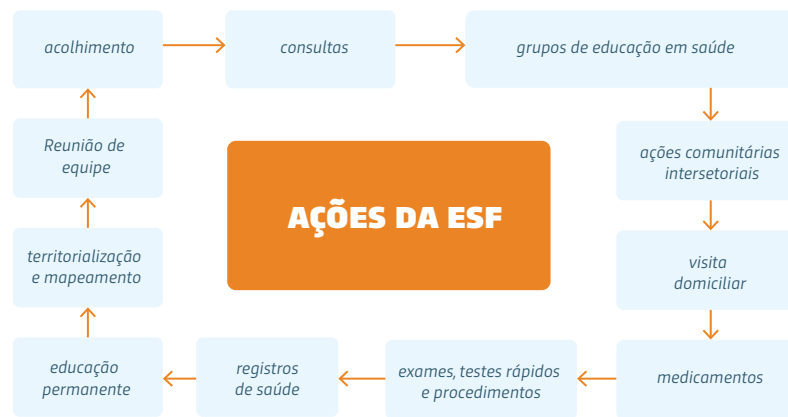 acolhimento
consultas
grupos de educação em saúde
Reunião de
equipe
ações comunitárias
intersetoriais
AÇÕES DA ESF
territorialização
e mapeamento
visita
domiciliar
educação
permanente
registros
de saúde
exames, testes rápidos
e procedimentos
medicamentos